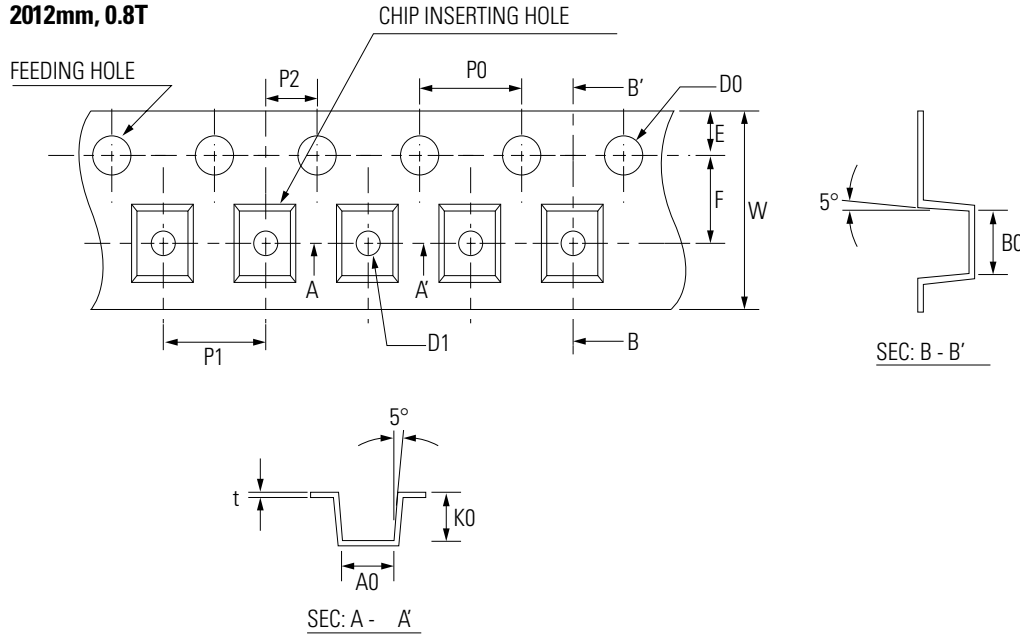 2012mm, 0.8T
CHIP INSERTING HOLE
FEEDING HOLE
P2
P0
B′
D0
E
F
W
5°
B0
A
A′
P1
D1
B
SEC: B - B′
5°
t
K0
A0
SEC: A - A′